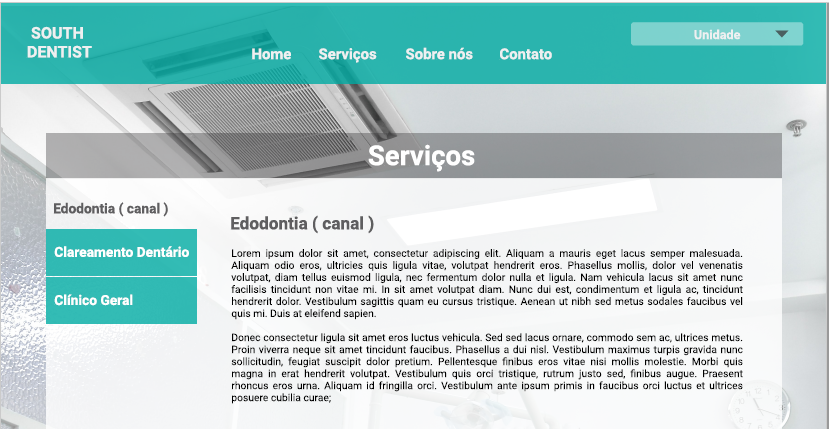 SOUTH
DENTIST
Home Serviços Sobre nós Contato
Unidade
Serviços
Edodontia ( canal )
Clareamento Dentário
Clínico Geral
Edodontia ( canal )
Lorem ipsum dolor sit amet, consectetur adipiscing elit. Aliquam a mauris eget lacus semper malesuada.
Aliquam odio eros, ultricies quis ligula vitae, volutpat hendrerit eros. Phasellus mollis, dolor vel venenatis
volutpat, diam tellus euismod ligula, nec fermentum dolor nulla et ligula. Nam vehicula lacus sit amet nunc
facilisis tincidunt non vitae mi. In sit amet volutpat diam. Nunc dui est, condimentum et ligula ac, tincidunt
hendrerit dolor. Vestibulum sagittis quam eu cursus tristique. Aenean ut nibh sed metus sodales faucibus vel
quis mi. Duis at eleifend sapien.
Donec consectetur ligula sit amet eros luctus vehicula. Sed sed lacus ornare, commodo sem ac, ultrices metus.
Proin viverra neque sit amet tincidunt faucibus. Phasellus a dui nisl. Vestibulum maximus turpis gravida nunc
sollicitudin, feugiat suscipit dolor pretium. Pellentesque finibus eros vitae nisi mollis molestie. Morbi quis
magna in erat hendrerit volutpat. Vestibulum quis orci tristique, rutrum justo sed, finibus augue. Praesent
rhoncus eros urna. Aliquam id fringilla orci. Vestibulum ante ipsum primis in faucibus orci luctus et ultrices
posuere cubilia curae;